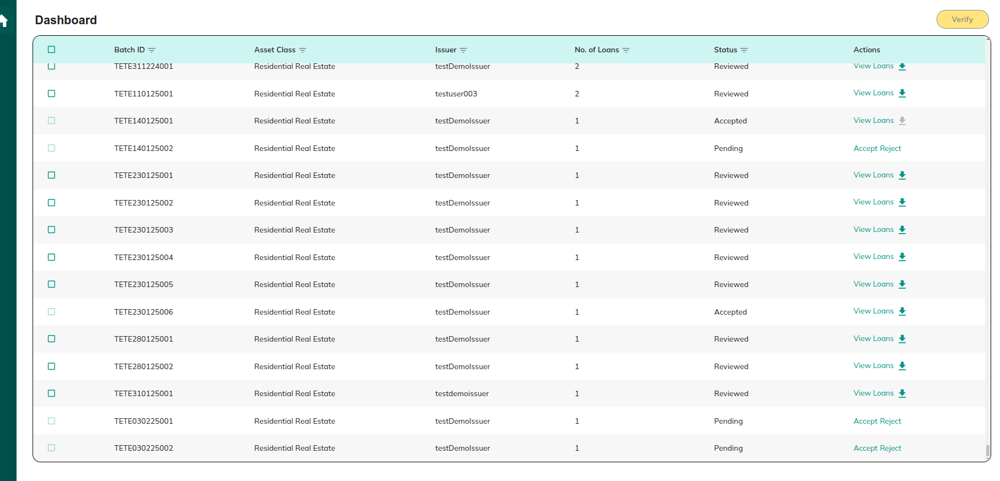 Dashboard
Verify
Batch ID Asset Class Issuer No. of Loans Status Actions
TETE311224001 Residential Real Estate testDemoIssuer 2 Reviewed View Loans
TETE110125001 Residential Real Estate testuser003 2 Reviewed View Loans
TETE140125001 Residential Real Estate testDemoIssuer 1 Accepted View Loans
TETE140125002 Residential Real Estate testDemoIssuer 1 Pending Accept Reject
TETE230125001 Residential Real Estate testDemoIssuer 1 Reviewed View Loans
TETE230125002 Residential Real Estate testDemoIssuer 1 Reviewed View Loans
TETE230125003 Residential Real Estate testDemoIssuer 1 Reviewed View Loans
TETE230125004 Residential Real Estate testDemoIssuer 1 Reviewed View Loans
TETE230125005 Residential Real Estate testDemoIssuer 1 Reviewed View Loans
TETE230125006 Residential Real Estate testDemoIssuer 1 Accepted View Loans
TETE280125001 Residential Real Estate testDemoIssuer 1 Reviewed View Loans
TETE280125002 Residential Real Estate testDemoIssuer 1 Reviewed View Loans
TETE310125001 Residential Real Estate testdemoissuer 1 Reviewed View Loans
TETE030225001 Residential Real Estate testDemoIssuer 1 Pending Accept Reject
TETE030225002 Residential Real Estate testDemoIssuer 1 Pending Accept Reject